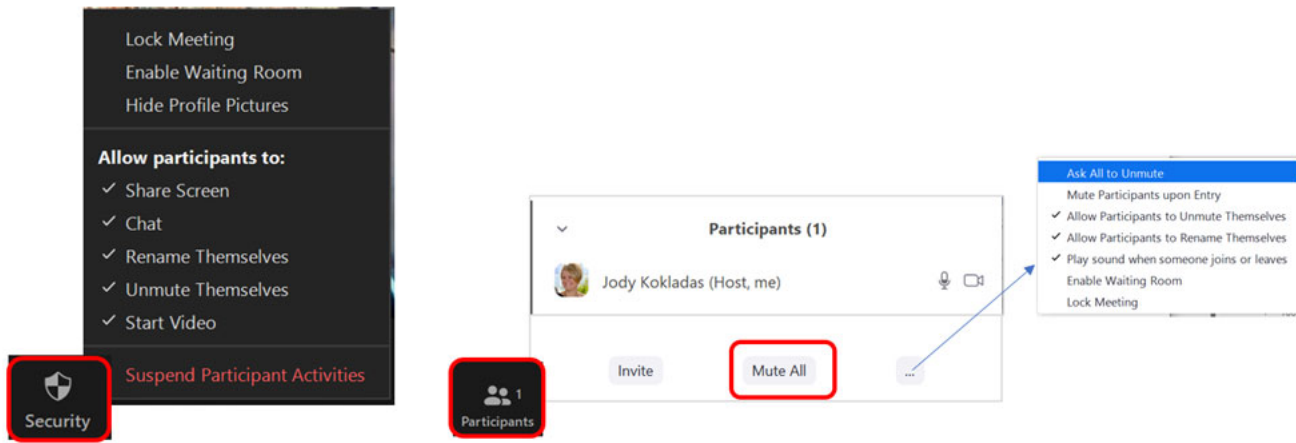 Lock Meeting
Enable Waiting Room
Hide Profile Pictures
Allow participants to:
Share Screen
Chat
Rename Themselves
Unmute Themselves
Start Video
Suspend Participant Activities
Security
Participants (1)
Jody Kokladas (Host, me)
Invite
Mute All
...
1
Participants
Ask All to Unmute
Mute Participants upon Entry
Allow Participants to Unmute Themselves
Allow Participants to Rename Themselves
Play sound when someone joins or leaves
Enable Waiting Room
Lock Meeting